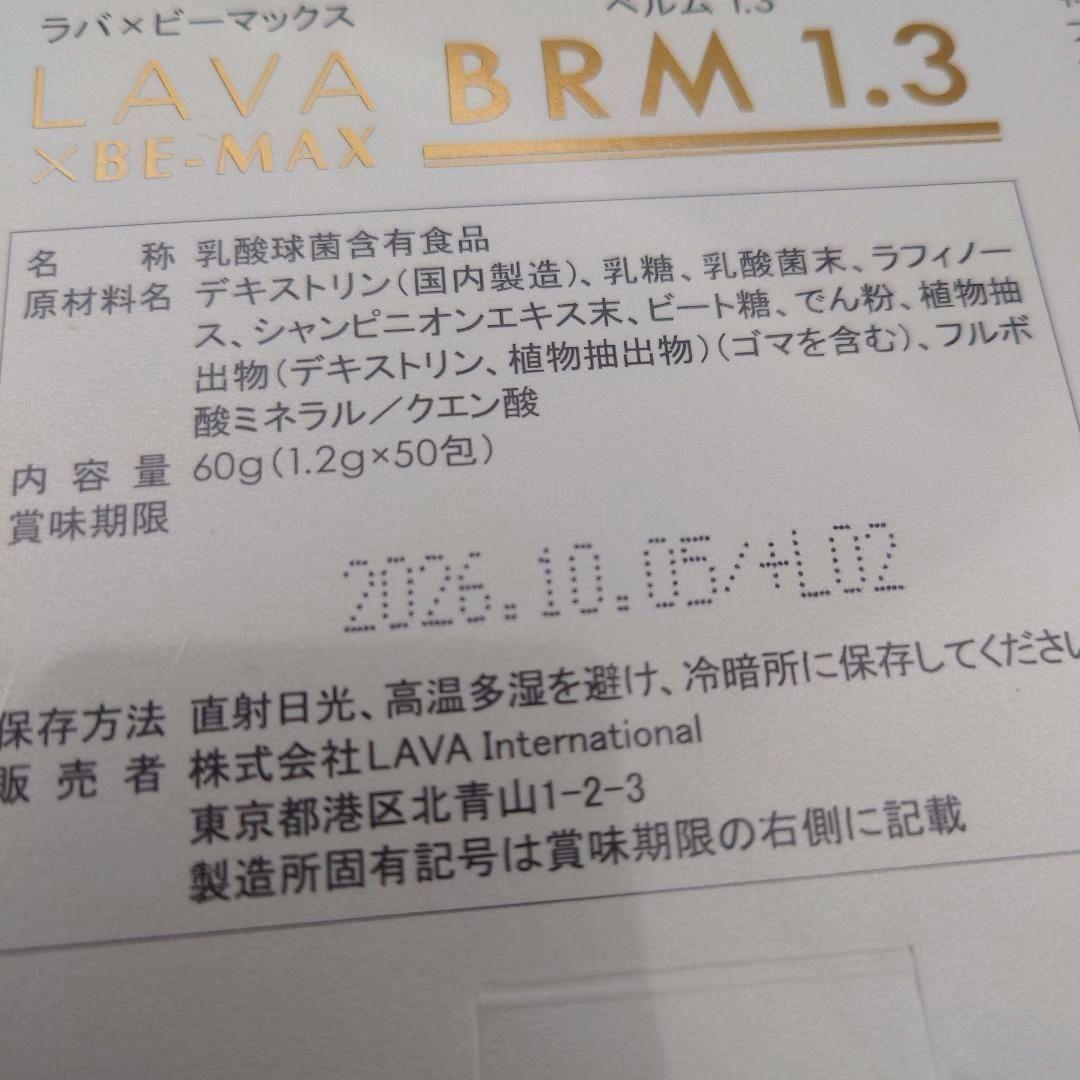 ラバ×ビーマックス
ベルム 1.3
LAVA
×BE-MAX
BRM 1.3
名称 乳酸球菌含有食品
原材料名 デキストリン(国内製造)、乳糖、乳酸菌末、ラフィノー
ス、シャンピニオンエキス末、ビート糖、でん粉、植物抽
出物(デキストリン、植物抽出物)(ゴマを含む)、フルボ
酸ミネラル/クエン酸
内容量 60g(1.2g×50包)
賞味期限
2026.10.05/+L02
保存方法 直射日光、高温多湿を避け、冷暗所に保存してください
販売者 株式会社LAVA International
東京都港区北青山1-2-3
製造所固有記号は賞味期限の右側に記載